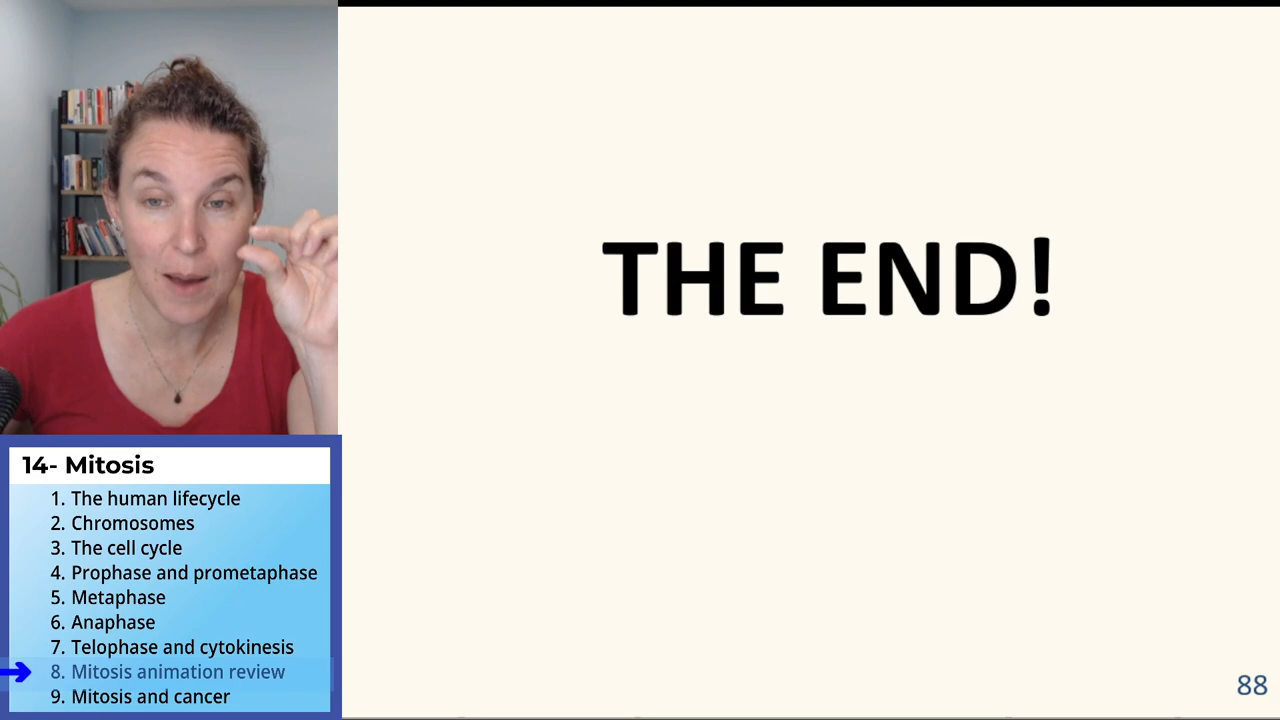 THE END!
14- Mitosis
1. The human lifecycle
2. Chromosomes
3. The cell cycle
4. Prophase and prometaphase
5. Metaphase
6. Anaphase
7. Telophase and cytokinesis
8. Mitosis animation review
9. Mitosis and cancer
88